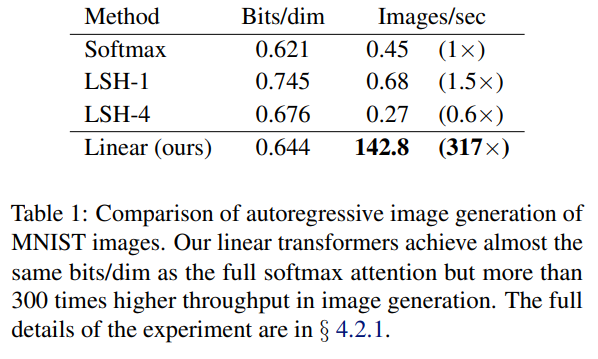 Method Bits/dim Images/sec
Softmax 0.621 0.45 (1×)
LSH-1 0.745 0.68 (1.5×)
LSH-4 0.676 0.27 (0.6×)
Linear (ours) 0.644 142.8 (317×)
Table 1: Comparison of autoregressive image generation of
MNIST images. Our linear transformers achieve almost the
same bits/dim as the full softmax attention but more than
300 times higher throughput in image generation. The full
details of the experiment are in § 4.2.1.